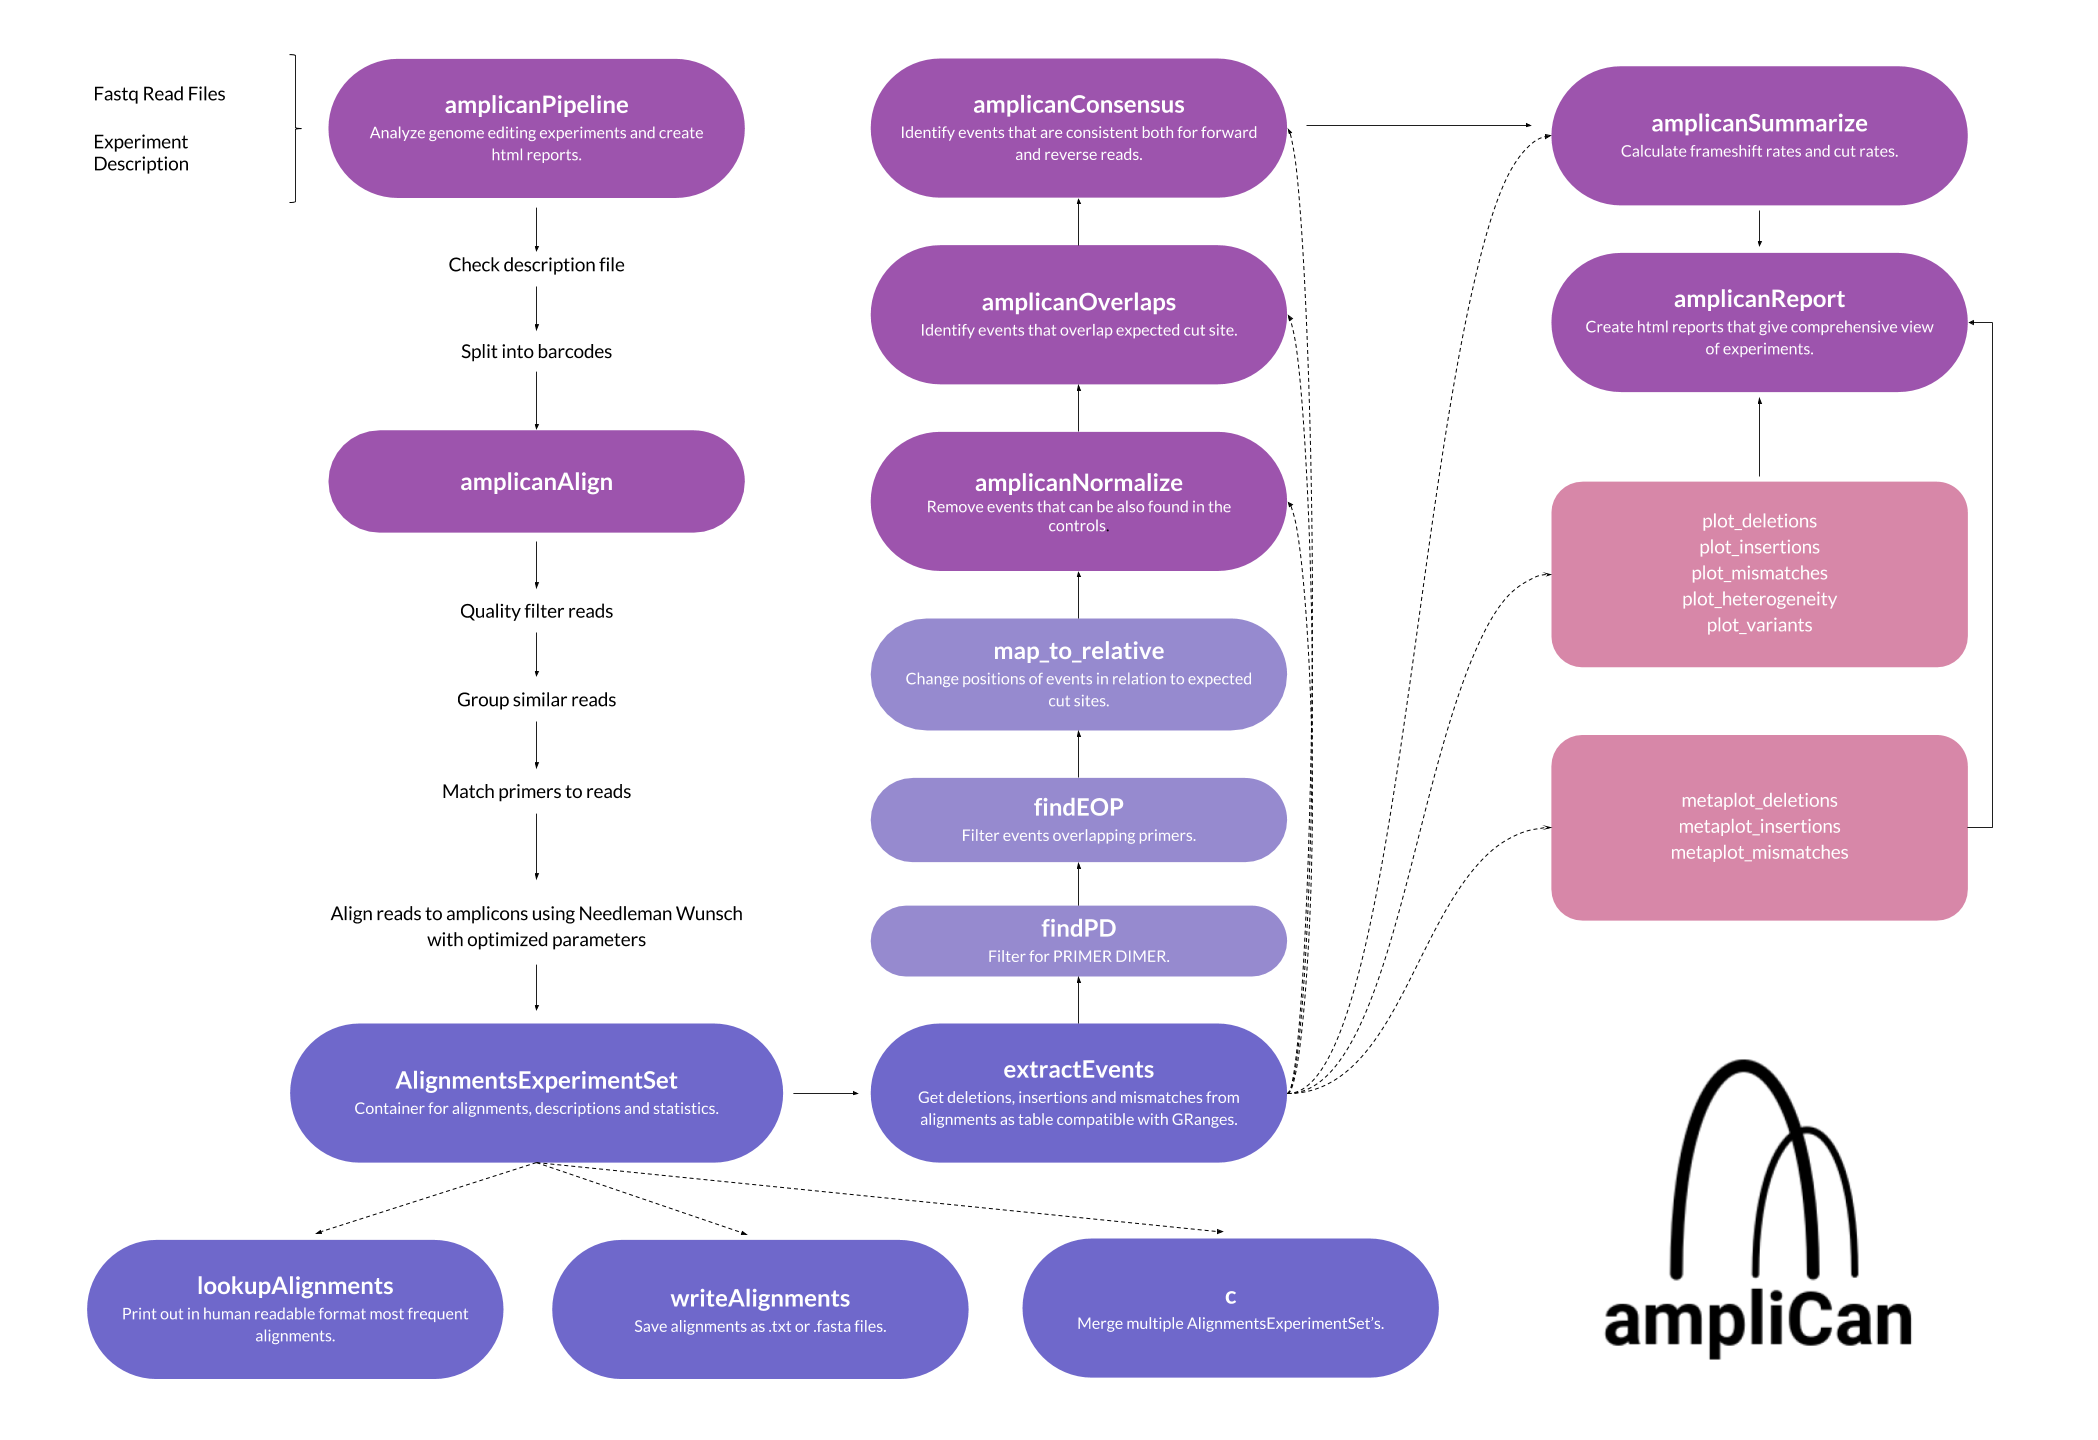 Fastq Read Files
Experiment
Description
amplicanPipeline
Analyze genome editing experiments and create
html reports.
Check description file
Split into barcodes
amplicanAlign
Quality filter reads
Group similar reads
Match primers to reads
Align reads to amplicons using Needleman Wunsch
with optimized parameters
AlignmentsExperimentSet
Container for alignments, descriptions and statistics.
lookupAlignments
Print out in human readable format most frequent
alignments.
writeAlignments
Save alignments as .txt or .fasta files.
c
Merge multiple AlignmentsExperimentSet's.
extractEvents
Get deletions, insertions and mismatches from
alignments as table compatible with GRanges.
findPD
Filter for PRIMER DIMER.
findEOP
Filter events overlapping primers.
map_to_relative
Change positions of events in relation to expected
cut sites.
amplicanNormalize
Remove events that can be also found in the
controls.
amplicanOverlaps
Identify events that overlap expected cut site.
amplicanConsensus
Identify events that are consistent both for forward
and reverse reads.
amplicanSummarize
Calculate frameshift rates and cut rates.
amplicanReport
Create html reports that give comprehensive view
of experiments.
plot_deletions
plot_insertions
plot_mismatches
plot_heterogeneity
plot_variants
metaplot_deletions
metaplot_insertions
metaplot_mismatches
ampliCan